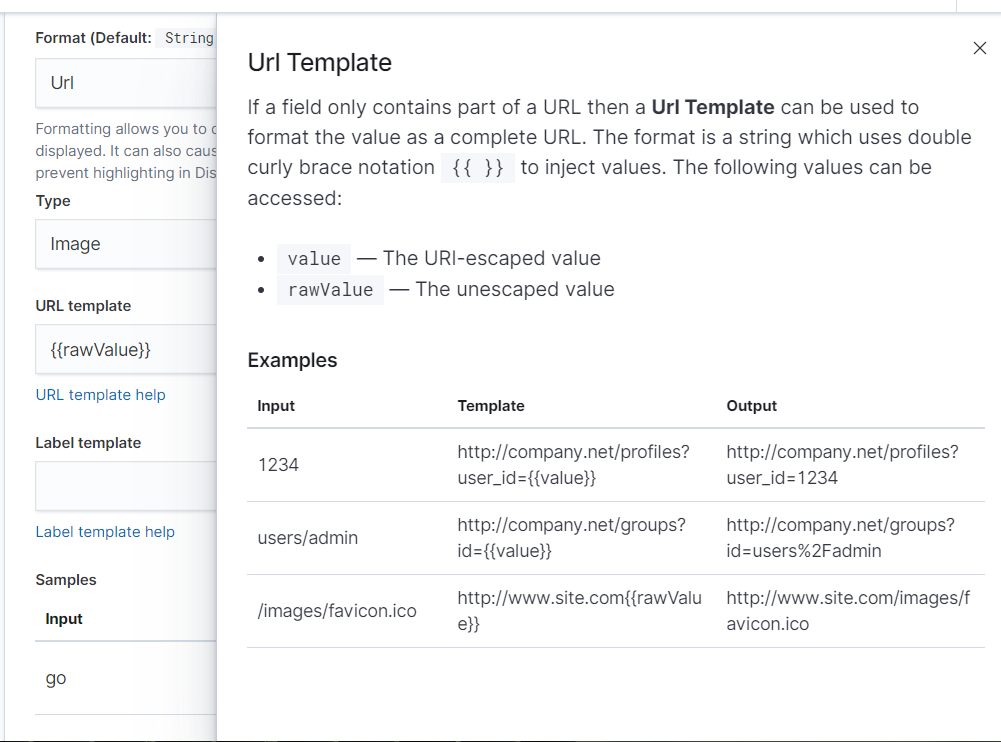 Format (Default: String
Url
Formatting allows you to c
displayed. It can also caus
prevent highlighting in Dis
Type
Image
URL template
{{rawValue}}
URL template help
Label template
Label template help
Samples
Input
go
Url Template
If a field only contains part of a URL then a Url Template can be used to
format the value as a complete URL. The format is a string which uses double
curly brace notation {{ }} to inject values. The following values can be
accessed:
• value — The URI-escaped value
• rawValue — The unescaped value
Examples
Input Template Output
1234 http://company.net/profiles? http://company.net/profiles?
user_id={{value}} user_id=1234
users/admin http://company.net/groups? http://company.net/groups?
id={{value}} id=users%2Fadmin
/images/favicon.ico http://www.site.com{{rawValu http://www.site.com/images/f
e}} avicon.ico